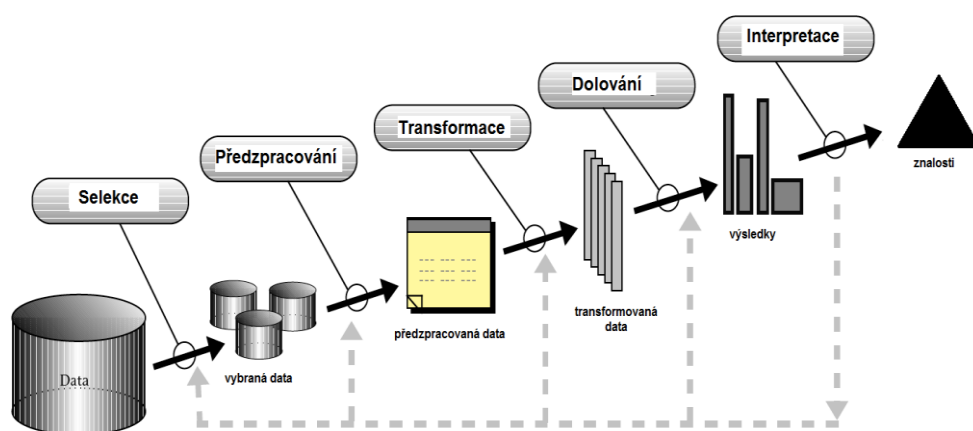 Interpretace
Dolování
Transformace
Předzpracování
Selekce
Data
vybraná data
předzpracovaná data
transformovaná
data
výsledky
znalosti